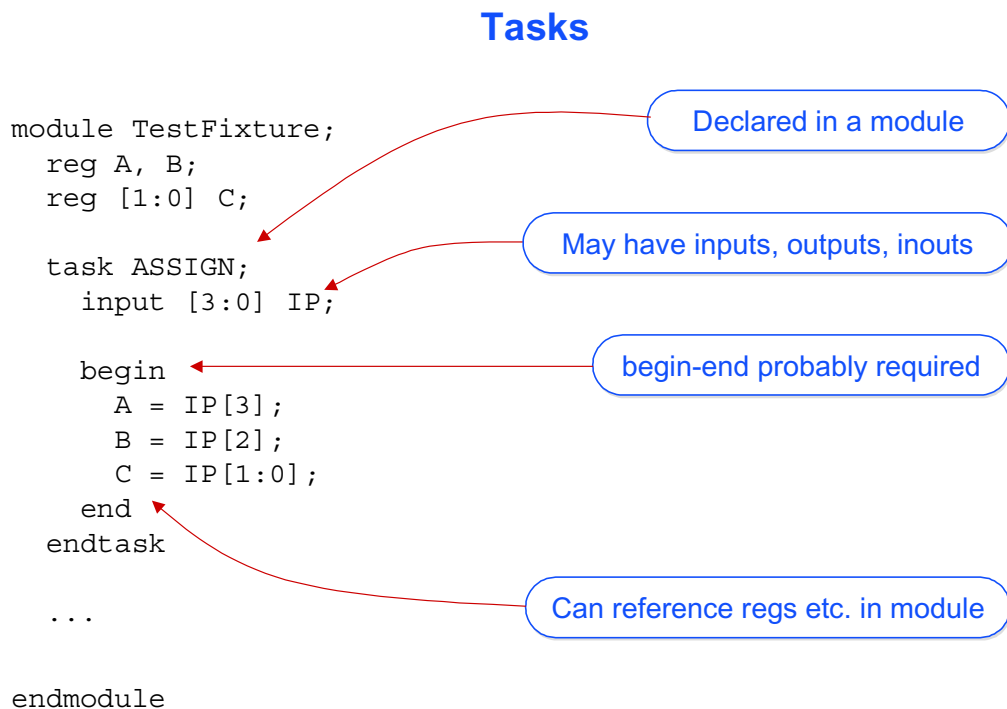 Tasks
Declared in a module
module TestFixture;
  reg A, B;
  reg [1:0] C;
May have inputs, outputs, inouts
  task ASSIGN;
    input [3:0] IP;
begin-end probably required
    begin
      A = IP[3];
      B = IP[2];
      C = IP[1:0];
    end
  endtask
Can reference regs etc. in module
  ...
endmodule